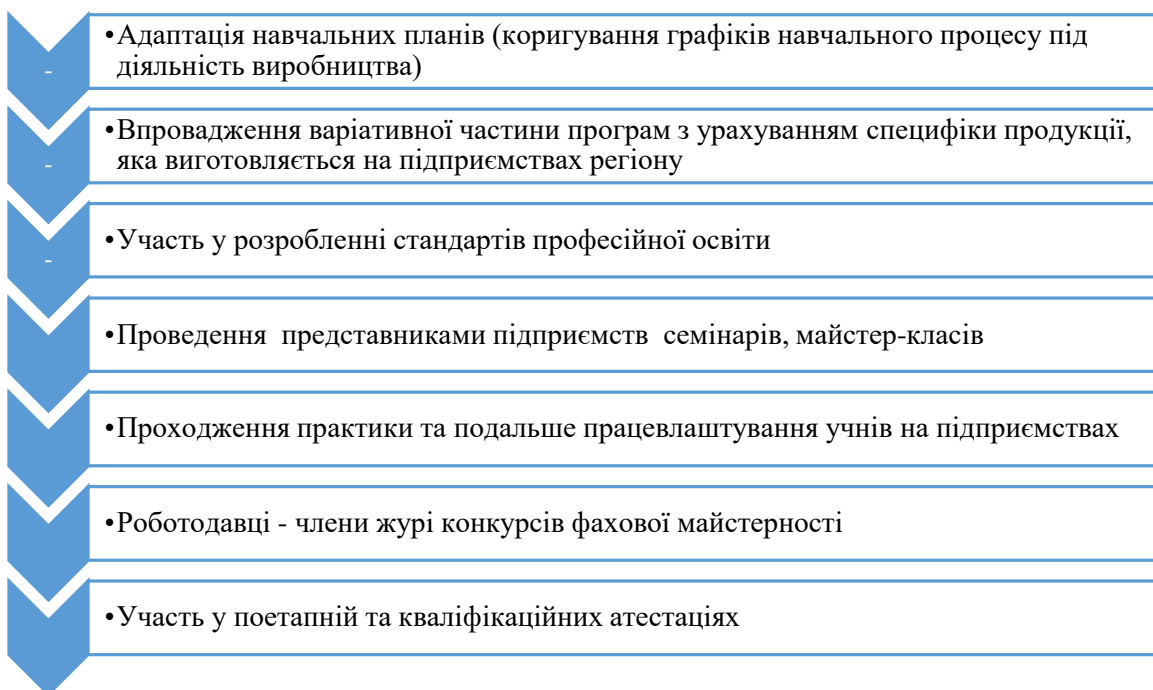 -
•Адаптація навчальних планів (коригування графіків навчального процесу під
діяльність виробництва)
-
•Впровадження варіативної частини програм з урахуванням специфіки продукції,
яка виготовляється на підприємствах регіону
-
•Участь у розробленні стандартів професійної освіти
•Проведення  представниками підприємств  семінарів, майстер-класів
•Проходження практики та подальше працевлаштування учнів на підприємствах
•Роботодавці - члени журі конкурсів фахової майстерності
•Участь у поетапній та кваліфікаційних атестаціях